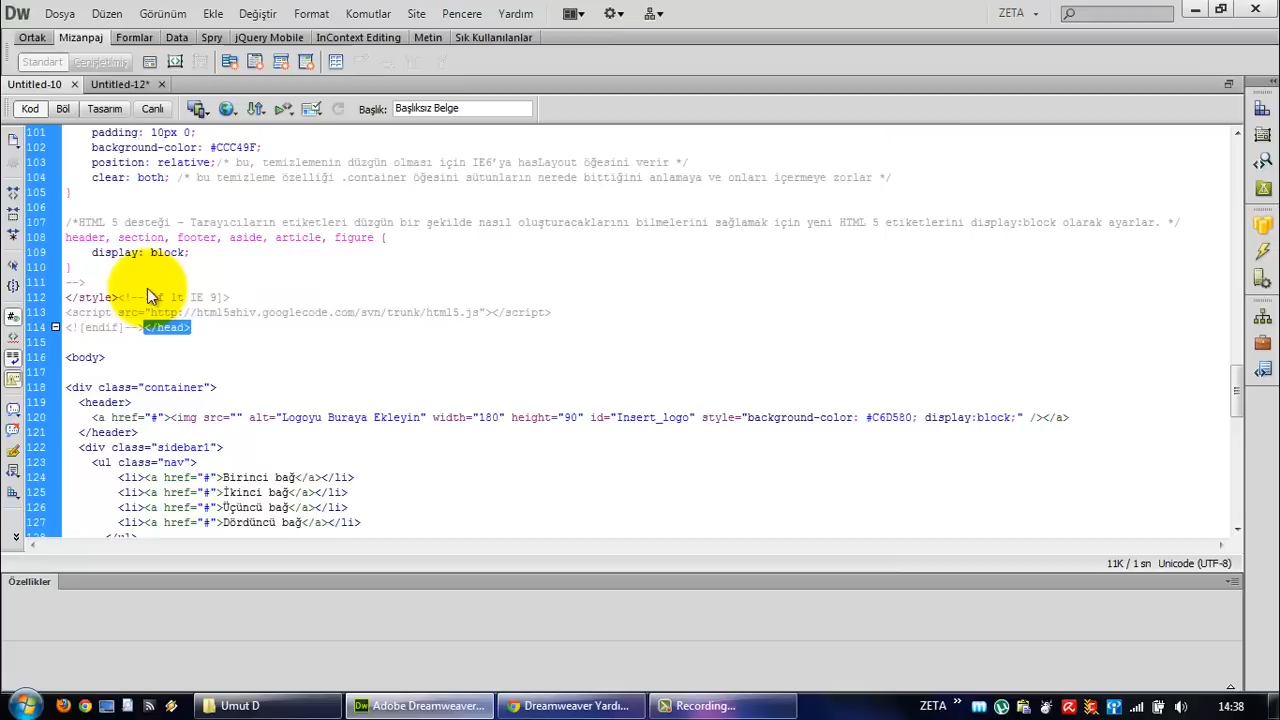 Dw Dosya Düzen Görünüm Ekle Değiştir Format Komutlar Site Pencere Yardım ZETA
Ortak Mizanpaj Formlar Data Spry jQuery Mobile InContext Editing Metin Sık Kullanılanlar
Standart Genişletilmiş
Untitled-10 Untitled-12*
Kod Böl Tasarım Canlı Başlık: Başlıksız Belge
101 padding: 10px 0;
102 background-color: #CCC49F;
103 position: relative;/* bu, temizlemenin düzgün olması için IE6'ya hasLayout öğesini verir */
104 clear: both; /* bu temizleme özelliği .container öğesini sütunların nerede bittiğini anlamaya ve onları içermeye zorlar */
105 }
106
107 /*HTML 5 desteği - Tarayıcıların etiketleri düzgün bir şekilde nasıl oluşturacaklarını bilmelerini sağlamak için yeni HTML 5 etiketlerini display:block olarak ayarlar. */
108 header, section, footer, aside, article, figure {
109 display: block;
110 }
111 -->
112 </style><!-- if lt IE 9]>
113 <script src="http://html5shiv.googlecode.com/svn/trunk/html5.js"></script>
114 <![endif]--></head>
115
116 <body>
117
118 <div class="container">
119 <header>
120 <a href="#"><img src="" alt="Logoyu Buraya Ekleyin" width="180" height="90" id="Insert_logo" style="background-color: #C6D580; display:block;" /></a>
121 </header>
122 <div class="sidebar1">
123 <ul class="nav">
124 <li><a href="#">Birinci bağ</a></li>
125 <li><a href="#">İkinci bağ</a></li>
126 <li><a href="#">Üçüncü bağ</a></li>
127 <li><a href="#">Dördüncü bağ</a></li>
128 </ul>
11K / 1 sn Unicode (UTF-8)
Özellikler
Umut D Adobe Dreamweaver... Dreamweaver Yardı... Recording... ZETA 14:38